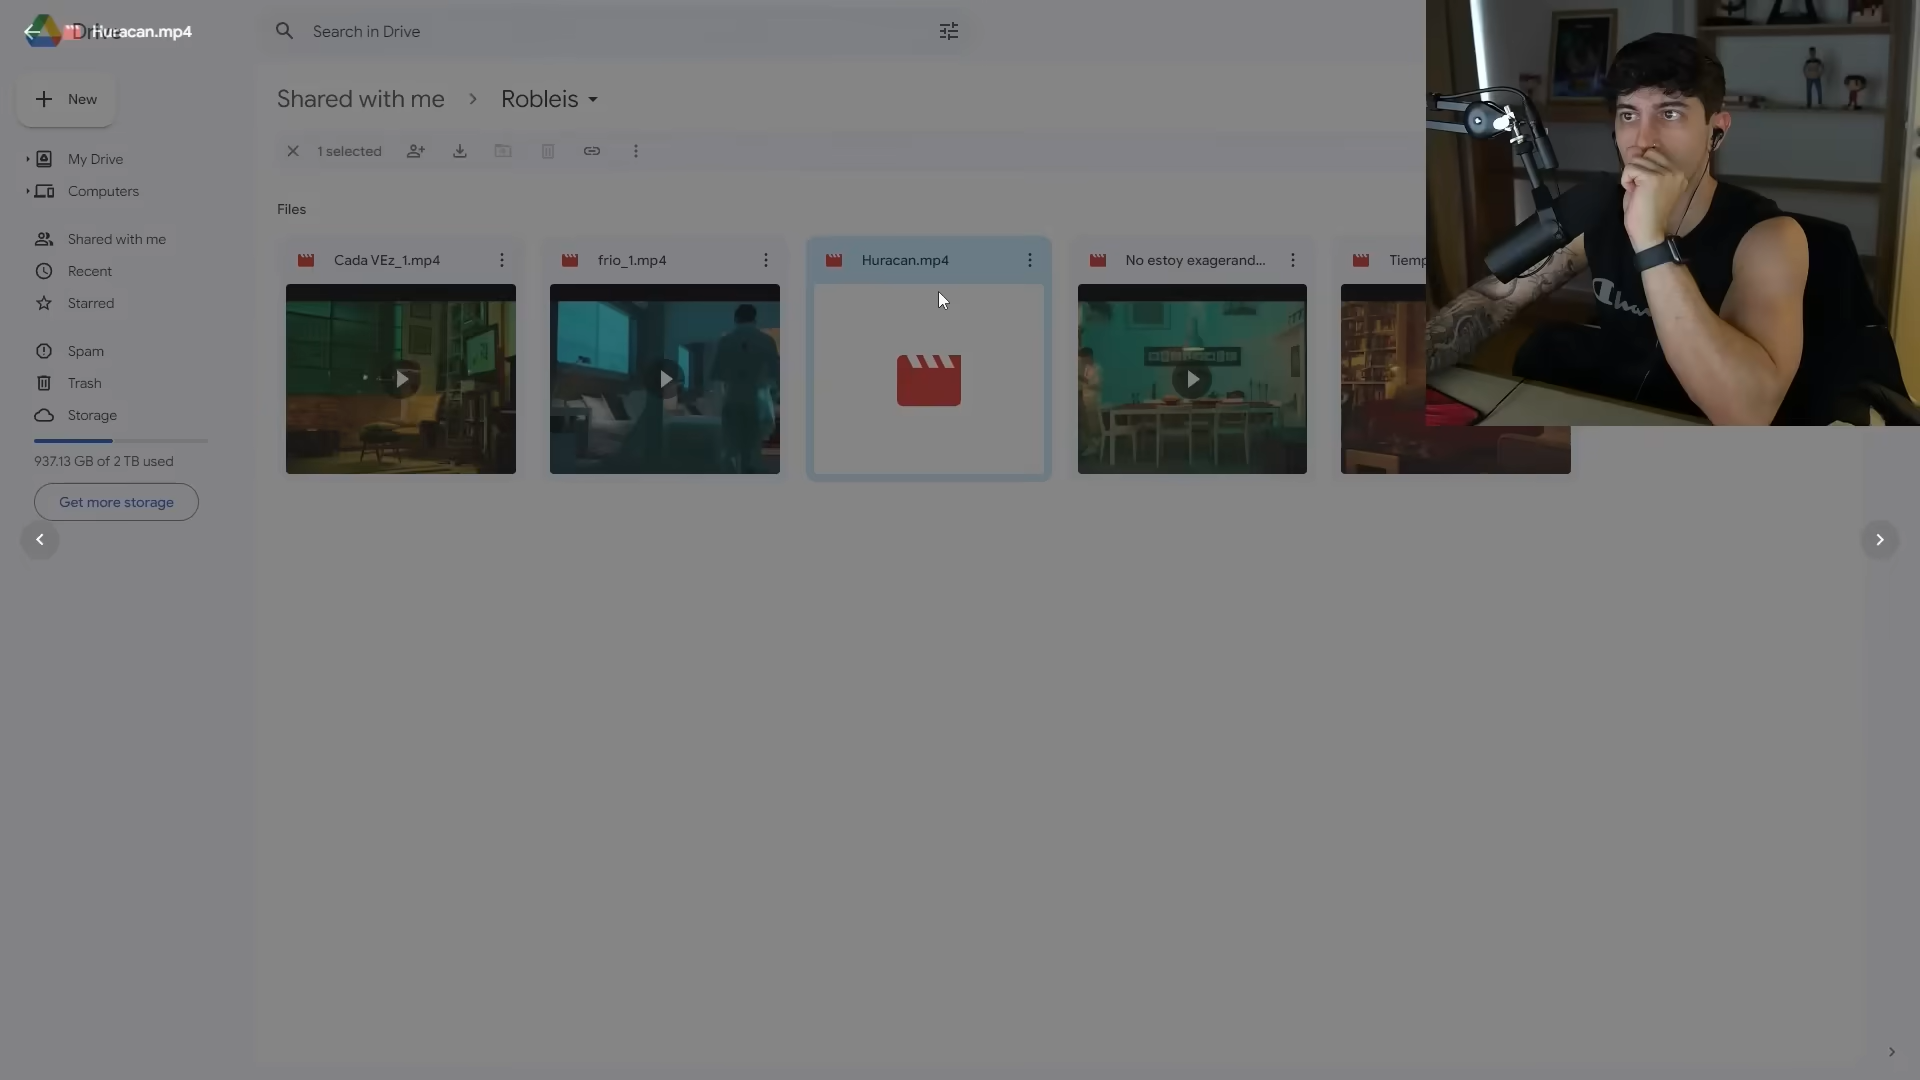 Huracan.mp4
Search in Drive
New
Shared with me > Robleis
1 selected
My Drive
Computers
Shared with me
Recent
Starred
Spam
Trash
Storage
937.13 GB of 2 TB used
Get more storage
Files
Cada VEz_1.mp4
frio_1.mp4
Huracan.mp4
No estoy exagerand...
Tiemp